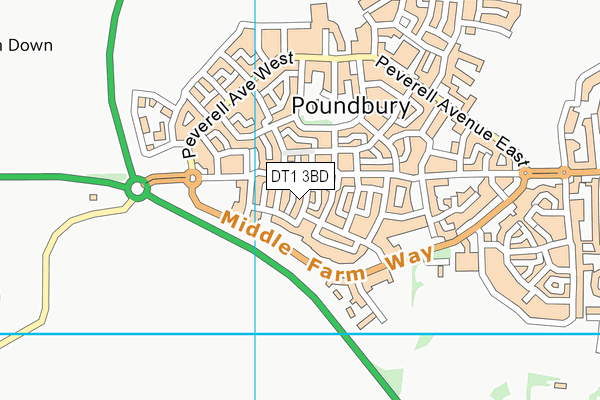 n Down
Peverell Ave West
Peverell Avenue East
Poundbury
DT1 3BD
Middle Farm Way